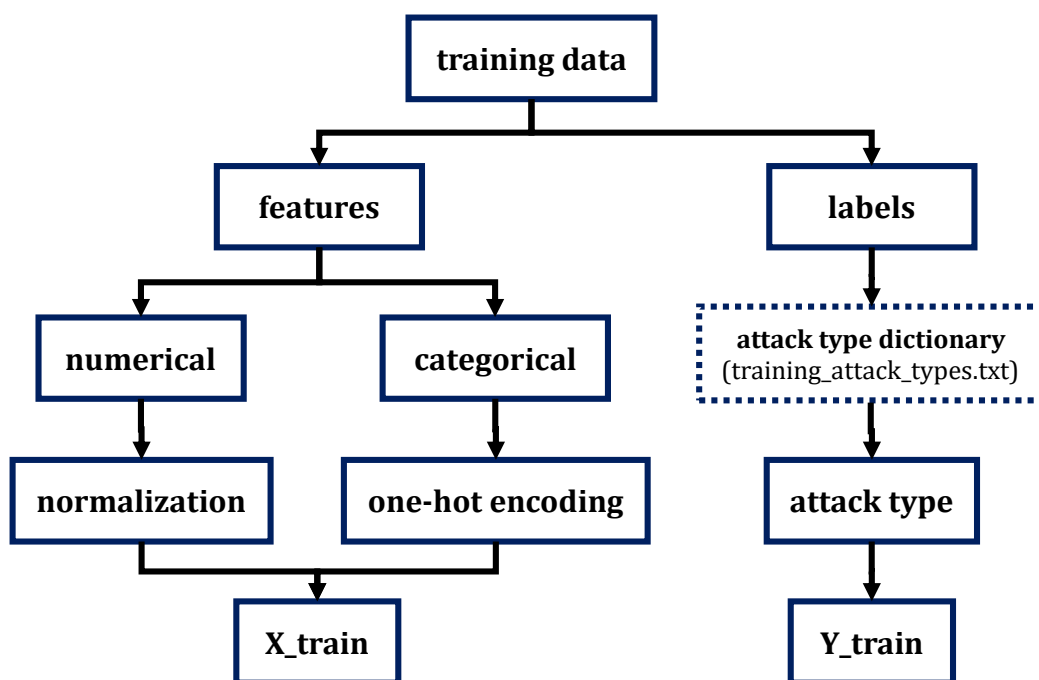 training data
features
labels
numerical
categorical
attack type dictionary
(training_attack_types.txt)
normalization
one-hot encoding
attack type
X_train
Y_train